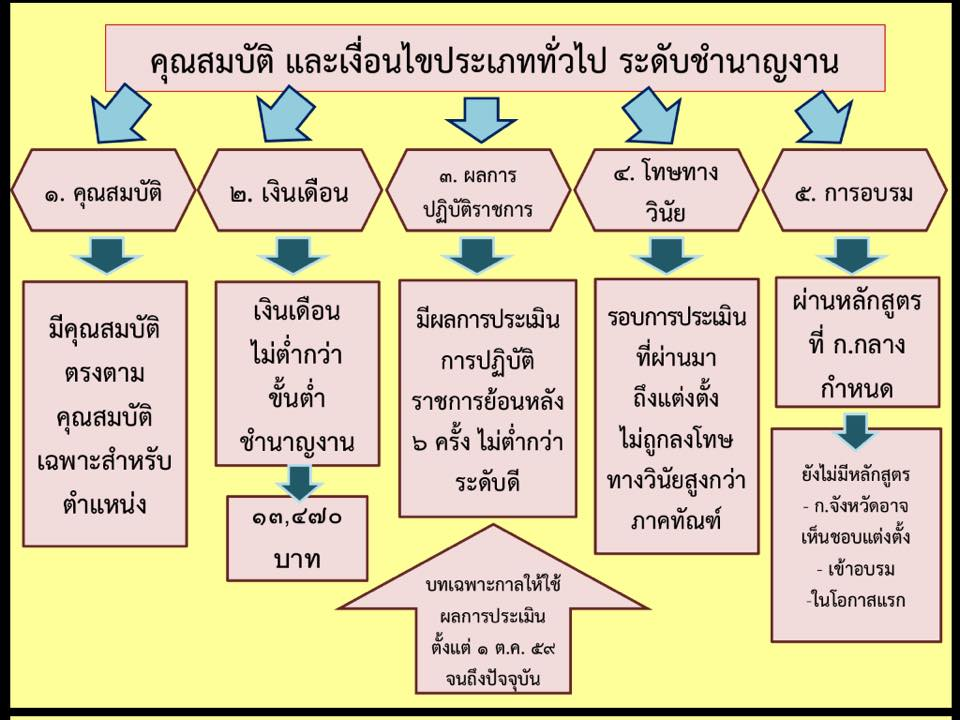 คุณสมบัติ และเงื่อนไขประเภททั่วไป ระดับชำนาญงาน
๑. คุณสมบัติ
๒. เงินเดือน
๓. ผลการ
ปฏิบัติราชการ
๔. โทษทาง
วินัย
๕. การอบรม
มีคุณสมบัติ
ตรงตาม
คุณสมบัติ
เฉพาะสำหรับ
ตำแหน่ง
เงินเดือน
ไม่ต่ำกว่า
ขั้นต่ำ
ชำนาญงาน
๑๓,๔๗๐
บาท
มีผลการประเมิน
การปฏิบัติ
ราชการย้อนหลัง
๖ ครั้ง ไม่ต่ำกว่า
ระดับดี
บทเฉพาะกาลให้ใช้
ผลการประเมิน
ตั้งแต่ ๑ ต.ค. ๕๙
จนถึงปัจจุบัน
รอบการประเมิน
ที่ผ่านมา
ถึงแต่งตั้ง
ไม่ถูกลงโทษ
ทางวินัยสูงกว่า
ภาคทัณฑ์
ผ่านหลักสูตร
ที่ ก.กลาง
กำหนด
ยังไม่มีหลักสูตร
- ก.จังหวัดอาจ
เห็นชอบแต่งตั้ง
- เข้าอบรม
-ในโอกาสแรก